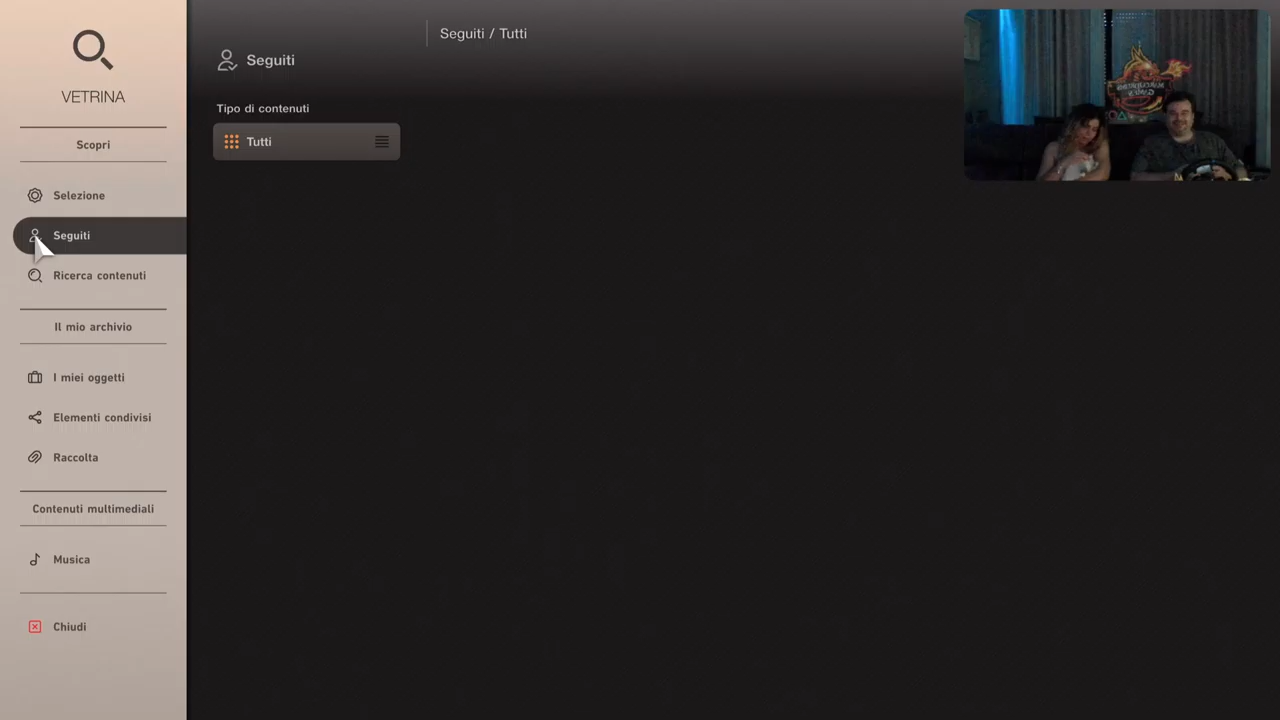 VETRINA
Scopri
Selezione
Seguiti
Ricerca contenuti
Il mio archivio
I miei oggetti
Elementi condivisi
Raccolta
Contenuti multimediali
Musica
Chiudi
Seguiti / Tutti
Seguiti
Tipo di contenuti
Tutti